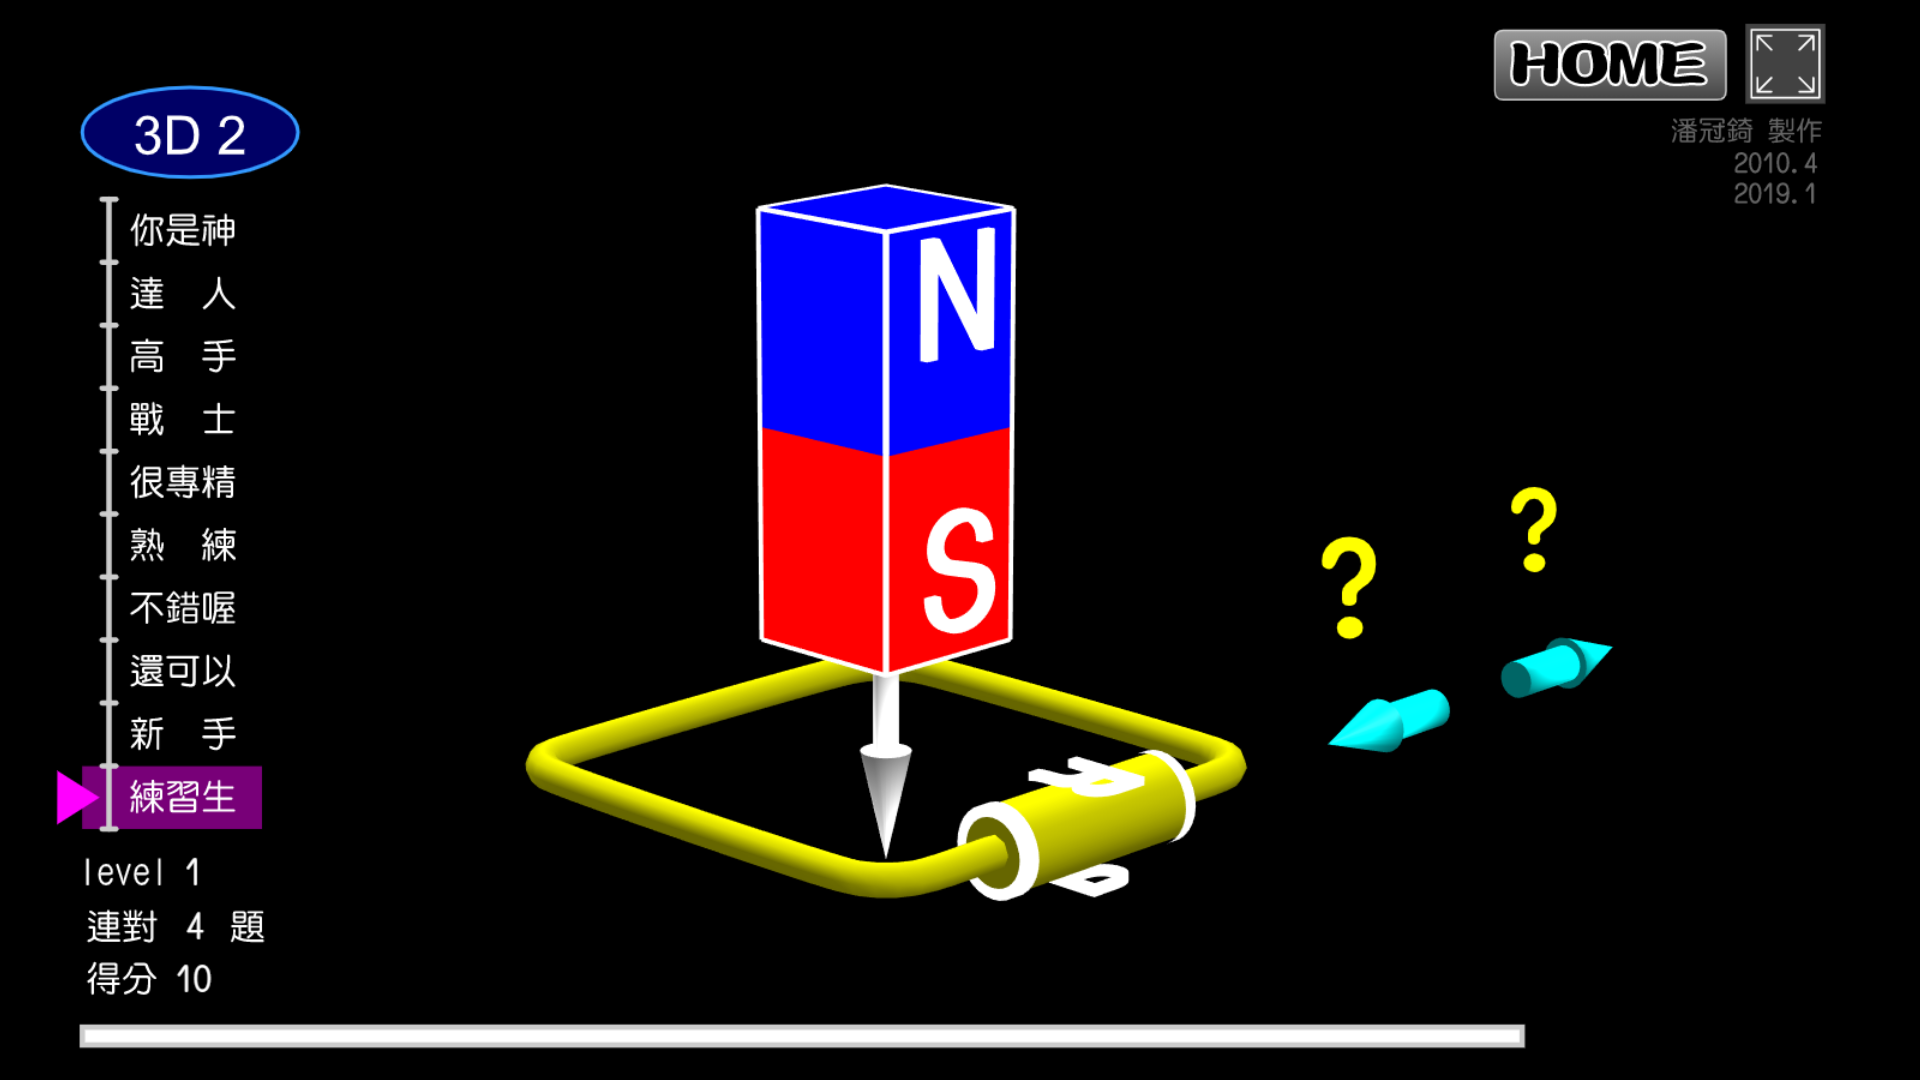 HOME
潘冠錡 製作
2010.4
2019.1
3D 2
你是神
達 人
高 手
戰 士
很專精
熟 練
不錯喔
還可以
新 手
練習生
level 1
連對 4 題
得分 10
N
S
? ?
R